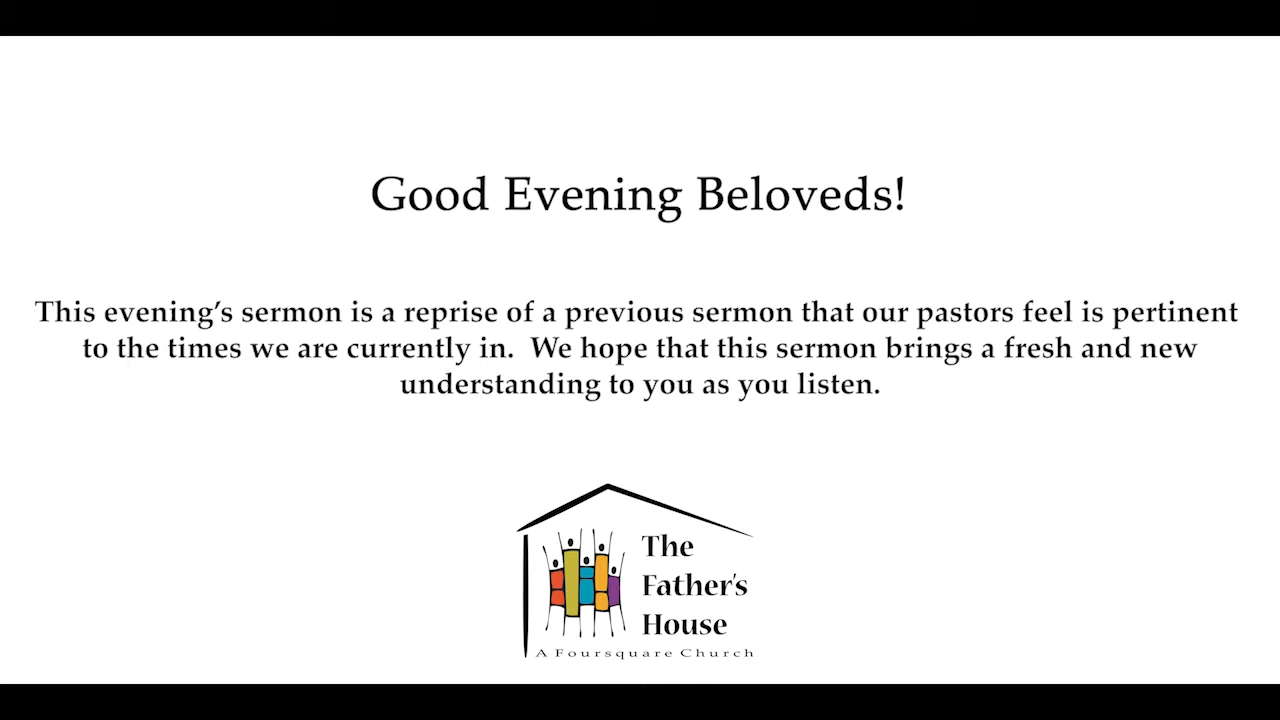 Good Evening Beloveds!
This evening’s sermon is a reprise of a previous sermon that our pastors feel is pertinent
to the times we are currently in.  We hope that this sermon brings a fresh and new
understanding to you as you listen.
The
Father's
House
A Foursquare Church